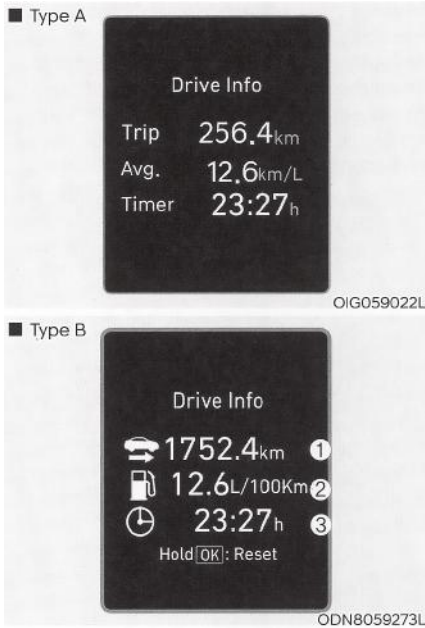 ■ Type A
Drive Info
Trip 256.4km
Avg. 12.6km/L
Timer 23:27h
OIG059022L
■ Type B
Drive Info
1752.4km ①
12.6L/100Km ②
23:27h ③
Hold OK : Reset
ODN8059273L